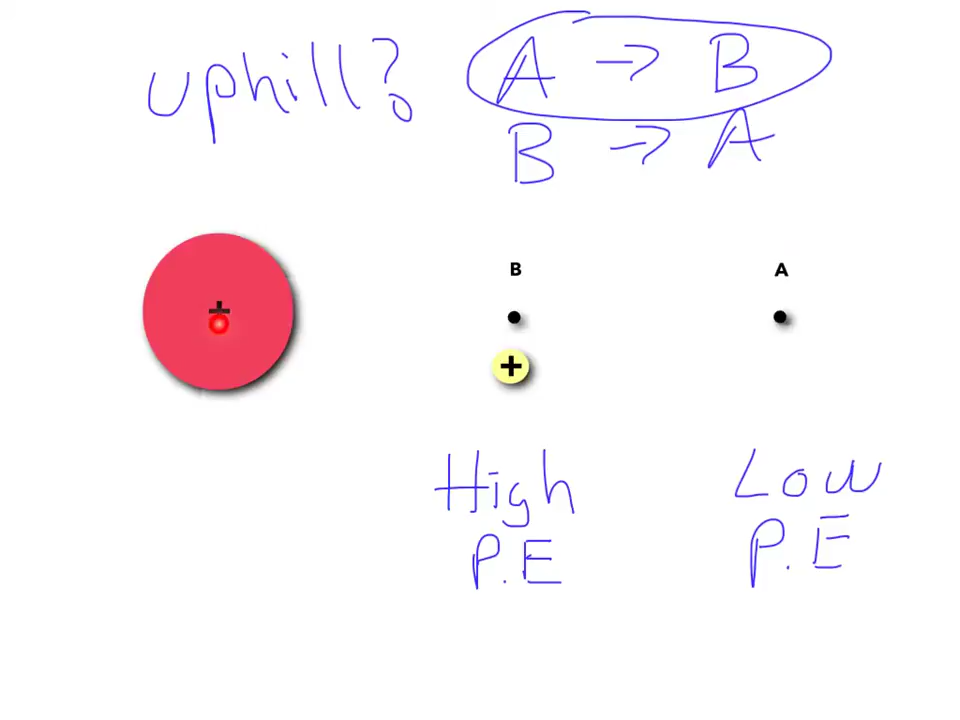 uphill? A → B
B → A
B A
+
+
High Low
P.E P.E